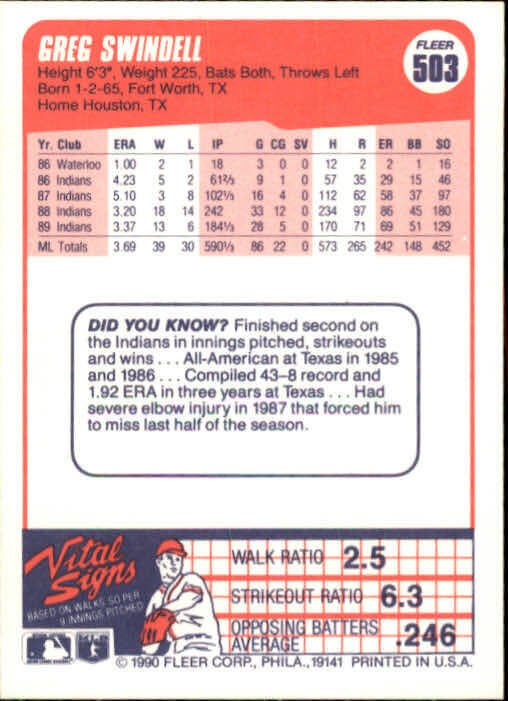 GREG SWINDELL
FLEER
503
Height 6'3", Weight 225, Bats Both, Throws Left
Born 1-2-65, Fort Worth, TX
Home Houston, TX
Yr. Club ERA W L IP G CG SV H R ER BB SO
86 Waterloo 1.00 2 1 18 3 0 0 12 2 2 1 16
86 Indians 4.23 5 2 61⅔ 9 1 0 57 35 29 15 46
87 Indians 5.10 3 8 102⅓ 16 4 0 112 62 58 37 97
88 Indians 3.20 18 14 242 33 12 0 234 97 86 45 180
89 Indians 3.37 13 6 184⅓ 28 5 0 170 71 69 51 129
ML Totals 3.69 39 30 590⅓ 86 22 0 573 265 242 148 452
DID YOU KNOW? Finished second on
the Indians in innings pitched, strikeouts
and wins . . . All-American at Texas in 1985
and 1986 . . . Compiled 43–8 record and
1.92 ERA in three years at Texas . . . Had
severe elbow injury in 1987 that forced him
to miss last half of the season.
Vital
Signs
BASED ON WALKS, SO PER
9 INNINGS PITCHED
WALK RATIO 2.5
STRIKEOUT RATIO 6.3
OPPOSING BATTERS
AVERAGE .246
© 1990 FLEER CORP., PHILA., 19141 PRINTED IN U.S.A.